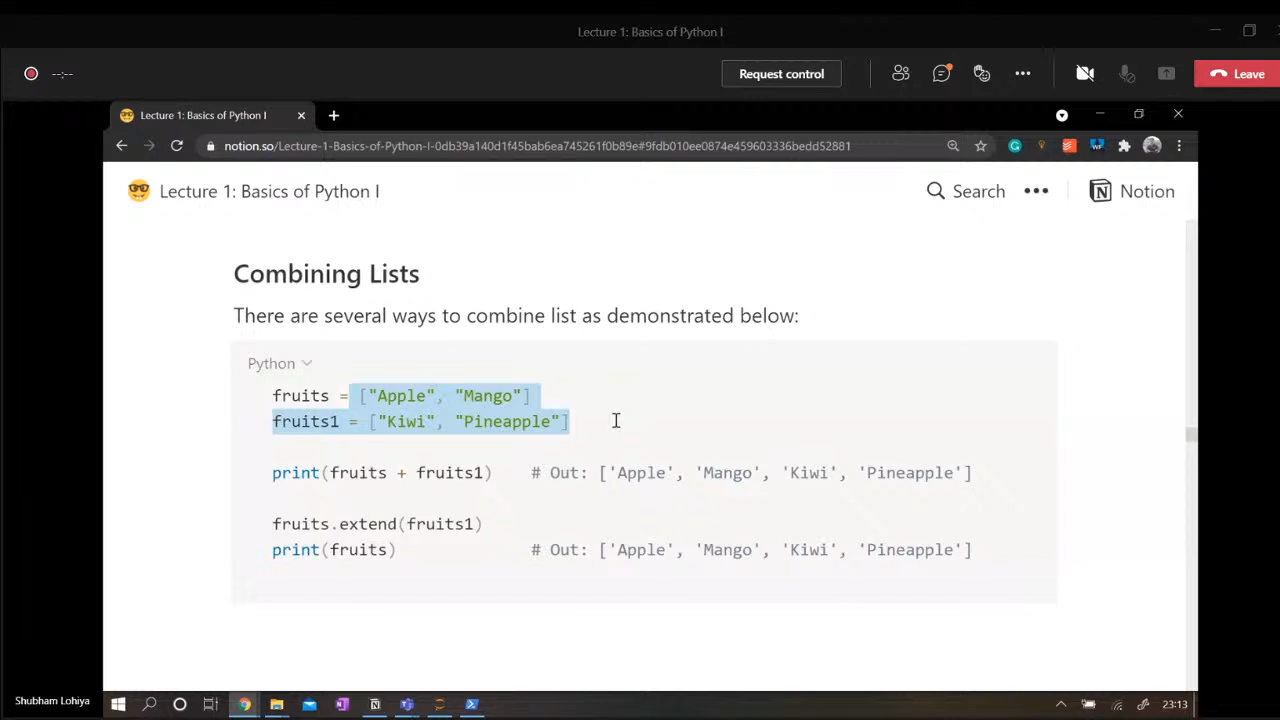 Lecture 1: Basics of Python I
--:--
Request control
Leave
Lecture 1: Basics of Python I
notion.so/Lecture-1-Basics-of-Python-I-0db39a140d1f45bab6ea745261f0b89e#9fdb010ee0874e459603336bedd52881
Lecture 1: Basics of Python I
Search
Notion
Combining Lists
There are several ways to combine list as demonstrated below:
Python
fruits = ["Apple", "Mango"]
fruits1 = ["Kiwi", "Pineapple"]
print(fruits + fruits1) # Out: ['Apple', 'Mango', 'Kiwi', 'Pineapple']
fruits.extend(fruits1)
print(fruits) # Out: ['Apple', 'Mango', 'Kiwi', 'Pineapple']
Shubham Lohiya
23:13